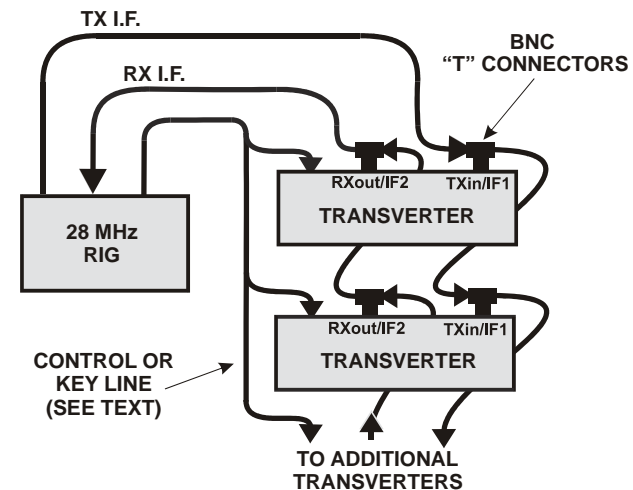 TX I.F.
BNC
“T” CONNECTORS
RX I.F.
RXout/IF2
TXin/IF1
TRANSVERTER
28 MHz
RIG
RXout/IF2
TXin/IF1
TRANSVERTER
CONTROL OR
KEY LINE
(SEE TEXT)
TO ADDITIONAL
TRANSVERTERS